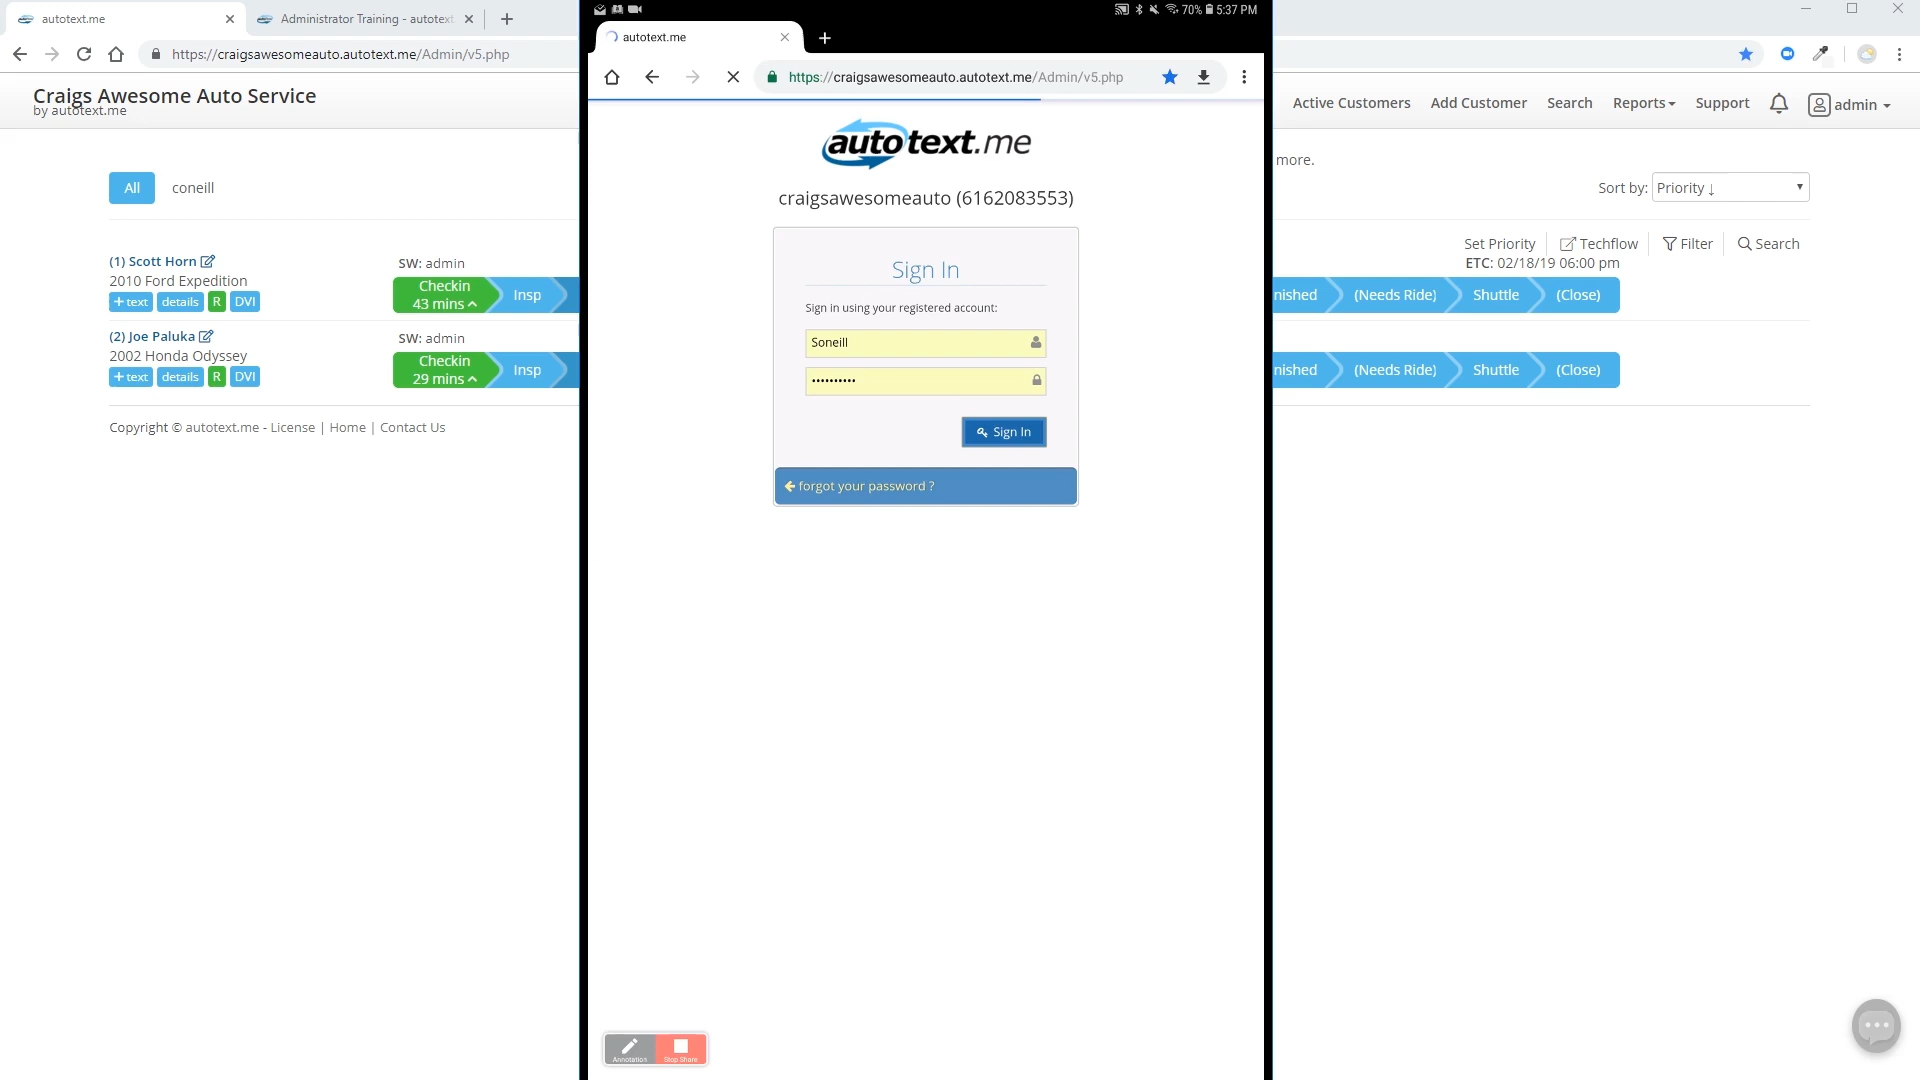 autotext.me
Administrator Training - autotext
https://craigsawesomeauto.autotext.me/Admin/v5.php
Craigs Awesome Auto Service
by autotext.me
All
coneill
(1) Scott Horn
2010 Ford Expedition
+ text
details
R
DVI
SW: admin
Checkin
43 mins
Insp
(2) Joe Paluka
2002 Honda Odyssey
+ text
details
R
DVI
SW: admin
Checkin
29 mins
Insp
Copyright © autotext.me - License | Home | Contact Us
70% 5:37 PM
autotext.me
https://craigsawesomeauto.autotext.me/Admin/v5.php
autotext.me
craigsawesomeauto (6162083553)
Sign In
Sign in using your registered account:
Soneill
••••••••••
Sign In
forgot your password ?
Annotation
Stop Share
Active Customers
Add Customer
Search
Reports
Support
admin
more.
Sort by: Priority ↓
Set Priority
Techflow
Filter
Search
ETC: 02/18/19 06:00 pm
nished
(Needs Ride)
Shuttle
(Close)
nished
(Needs Ride)
Shuttle
(Close)